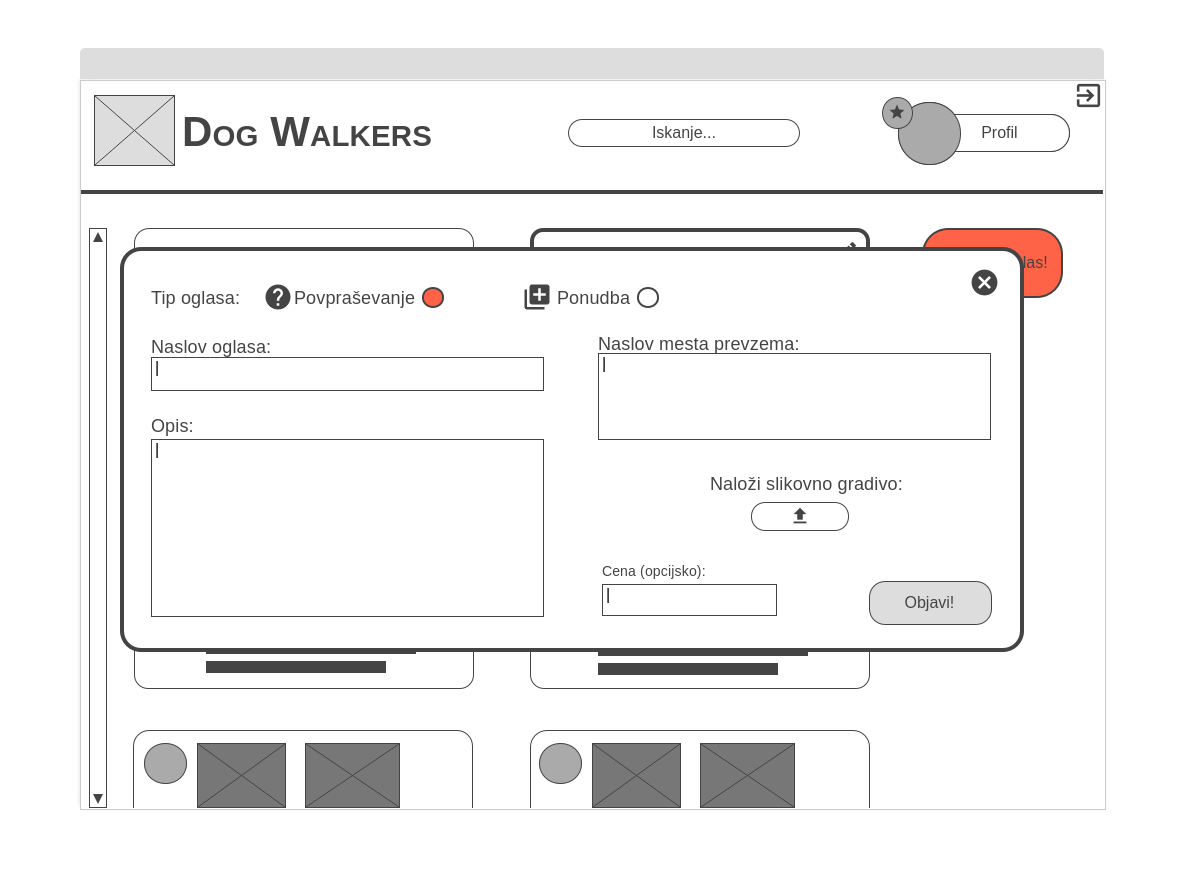 Dog Walkers
Iskanje...
Profil
Tip oglasa:
Povpraševanje
Ponudba
Naslov oglasa:
Naslov mesta prevzema:
Opis:
Naloži slikovno gradivo:
Cena (opcijsko):
Objavi!